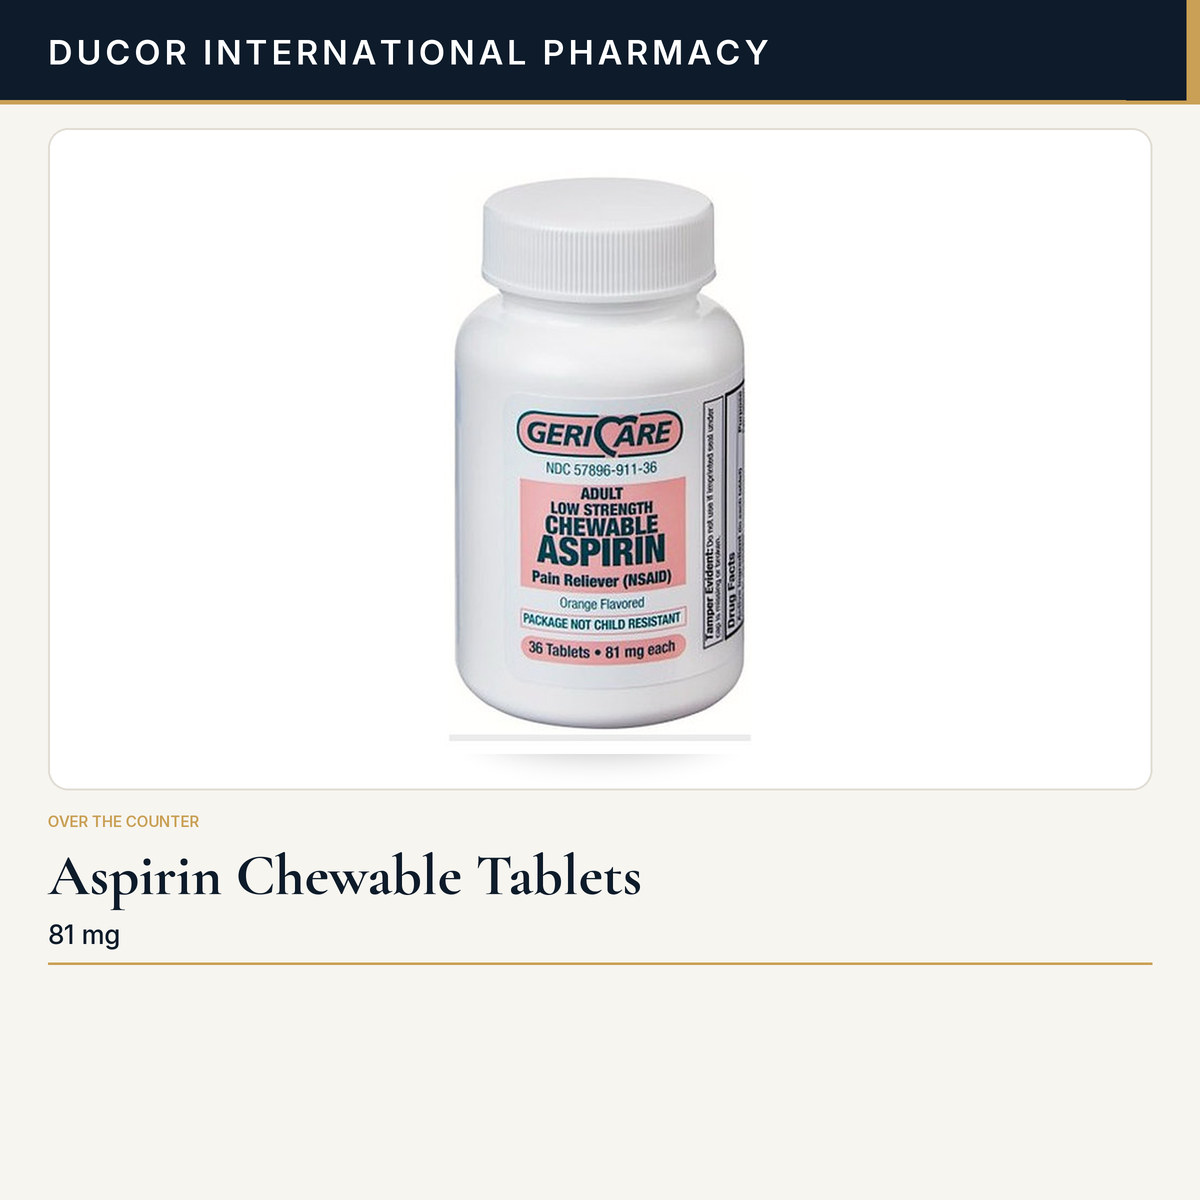 DUCOR INTERNATIONAL PHARMACY
GERICARE
NDC 57896-911-36
ADULT
LOW STRENGTH
CHEWABLE
ASPIRIN
Pain Reliever (NSAID)
Orange Flavored
PACKAGE NOT CHILD RESISTANT
36 Tablets • 81 mg each
Tamper Evident: Do not use if imprinted seal under
cap is missing or broken.
Drug Facts
Purpose
OVER THE COUNTER
Aspirin Chewable Tablets
81 mg